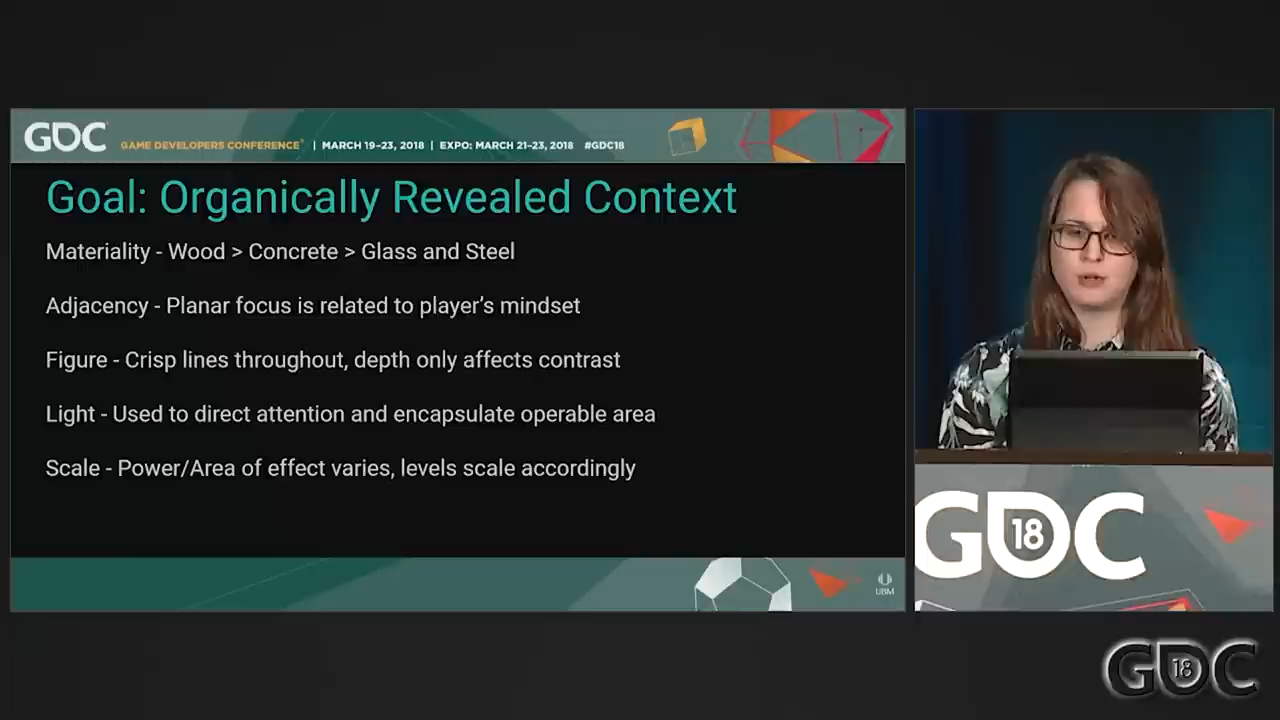 GDC GAME DEVELOPERS CONFERENCE® | MARCH 19–23, 2018 | EXPO: MARCH 21–23, 2018 #GDC18
Goal: Organically Revealed Context
Materiality - Wood > Concrete > Glass and Steel
Adjacency - Planar focus is related to player’s mindset
Figure - Crisp lines throughout, depth only affects contrast
Light - Used to direct attention and encapsulate operable area
Scale - Power/Area of effect varies, levels scale accordingly
UBM
GDC 18
GDC 18